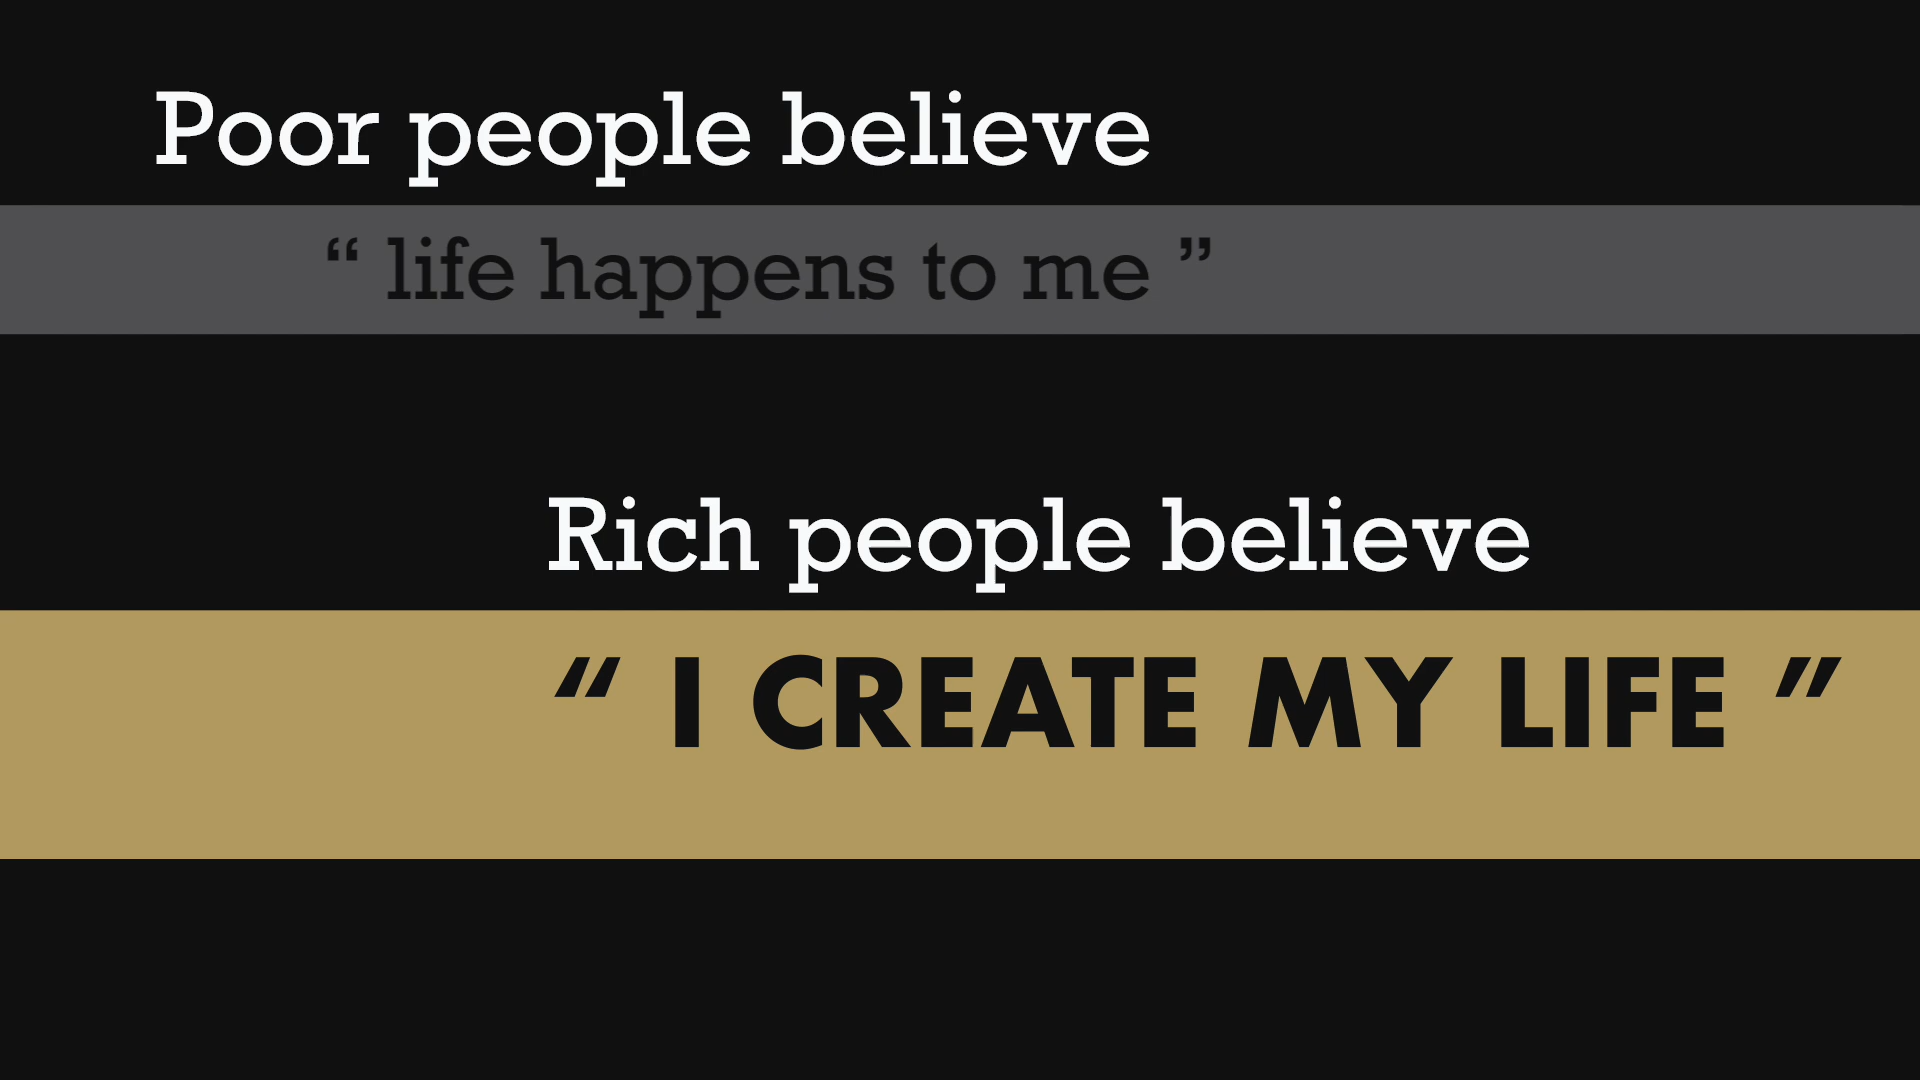 Poor people believe
“ life happens to me ”
Rich people believe
“ I CREATE MY LIFE ”